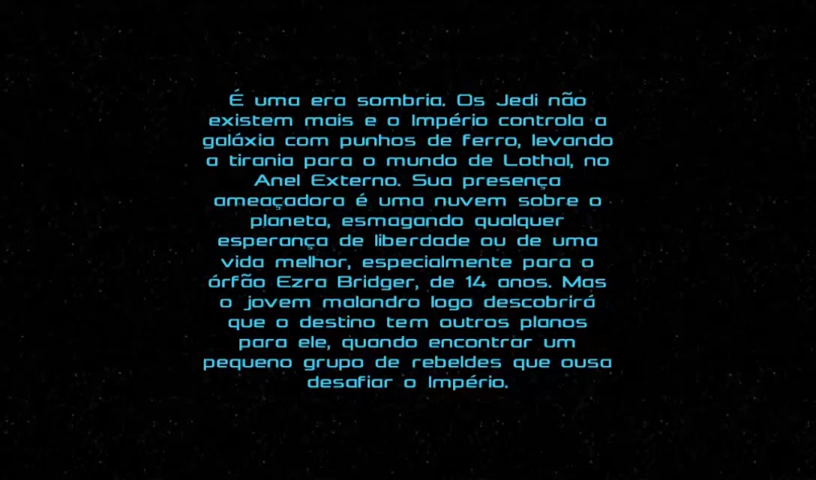 É uma era sombria. Os Jedi não
existem mais e o Império controla a
galáxia com punhos de ferro, levando
a tirania para o mundo de Lothal, no
Anel Externo. Sua presença
ameaçadora é uma nuvem sobre o
planeta, esmagando qualquer
esperança de liberdade ou de uma
vida melhor, especialmente para o
órfão Ezra Bridger, de 14 anos. Mas
o jovem malandro logo descobrirá
que o destino tem outros planos
para ele, quando encontrar um
pequeno grupo de rebeldes que ousa
desafiar o Império.